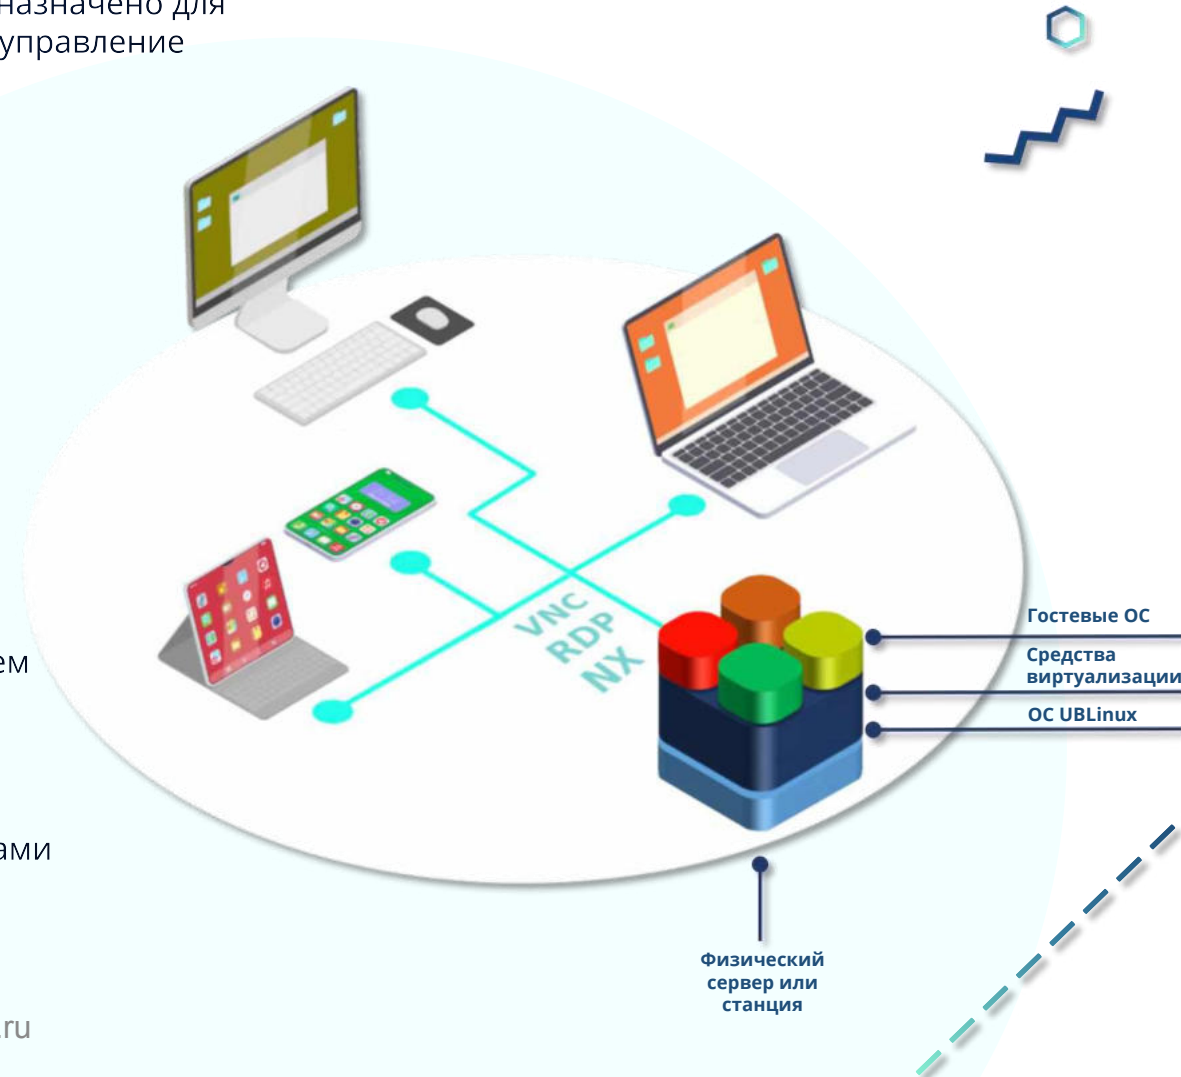 назначено для
управление
VNC
RDP
NX
Гостевые ОС
Средства
виртуализации
ОС UBLinux
ем
ами
Физический
сервер или
станция
.ru